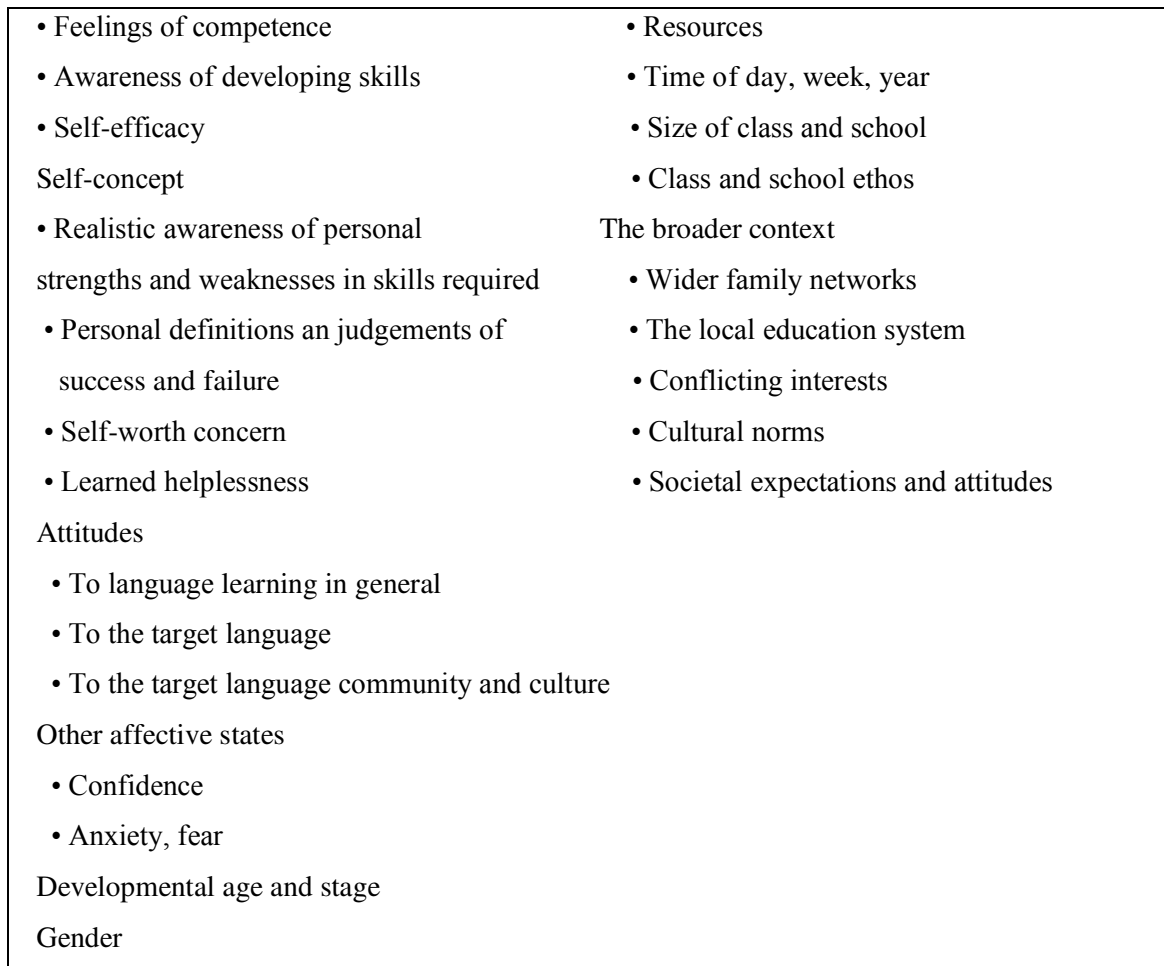 • Feelings of competence
• Awareness of developing skills
• Self-efficacy
Self-concept
• Realistic awareness of personal
strengths and weaknesses in skills required
• Personal definitions an judgements of
success and failure
• Self-worth concern
• Learned helplessness
Attitudes
• To language learning in general
• To the target language
• To the target language community and culture
Other affective states
• Confidence
• Anxiety, fear
Developmental age and stage
Gender
• Resources
• Time of day, week, year
• Size of class and school
• Class and school ethos
The broader context
• Wider family networks
• The local education system
• Conflicting interests
• Cultural norms
• Societal expectations and attitudes